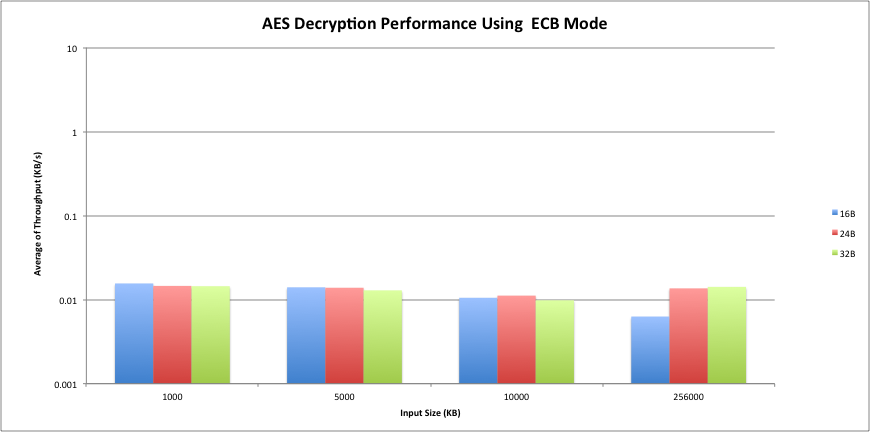 AES Decryption Performance Using ECB Mode
10
1
0.1
0.01
0.001
Average of Throughput (KB/s)
1000
5000
10000
256000
Input Size (KB)
16B
24B
32B